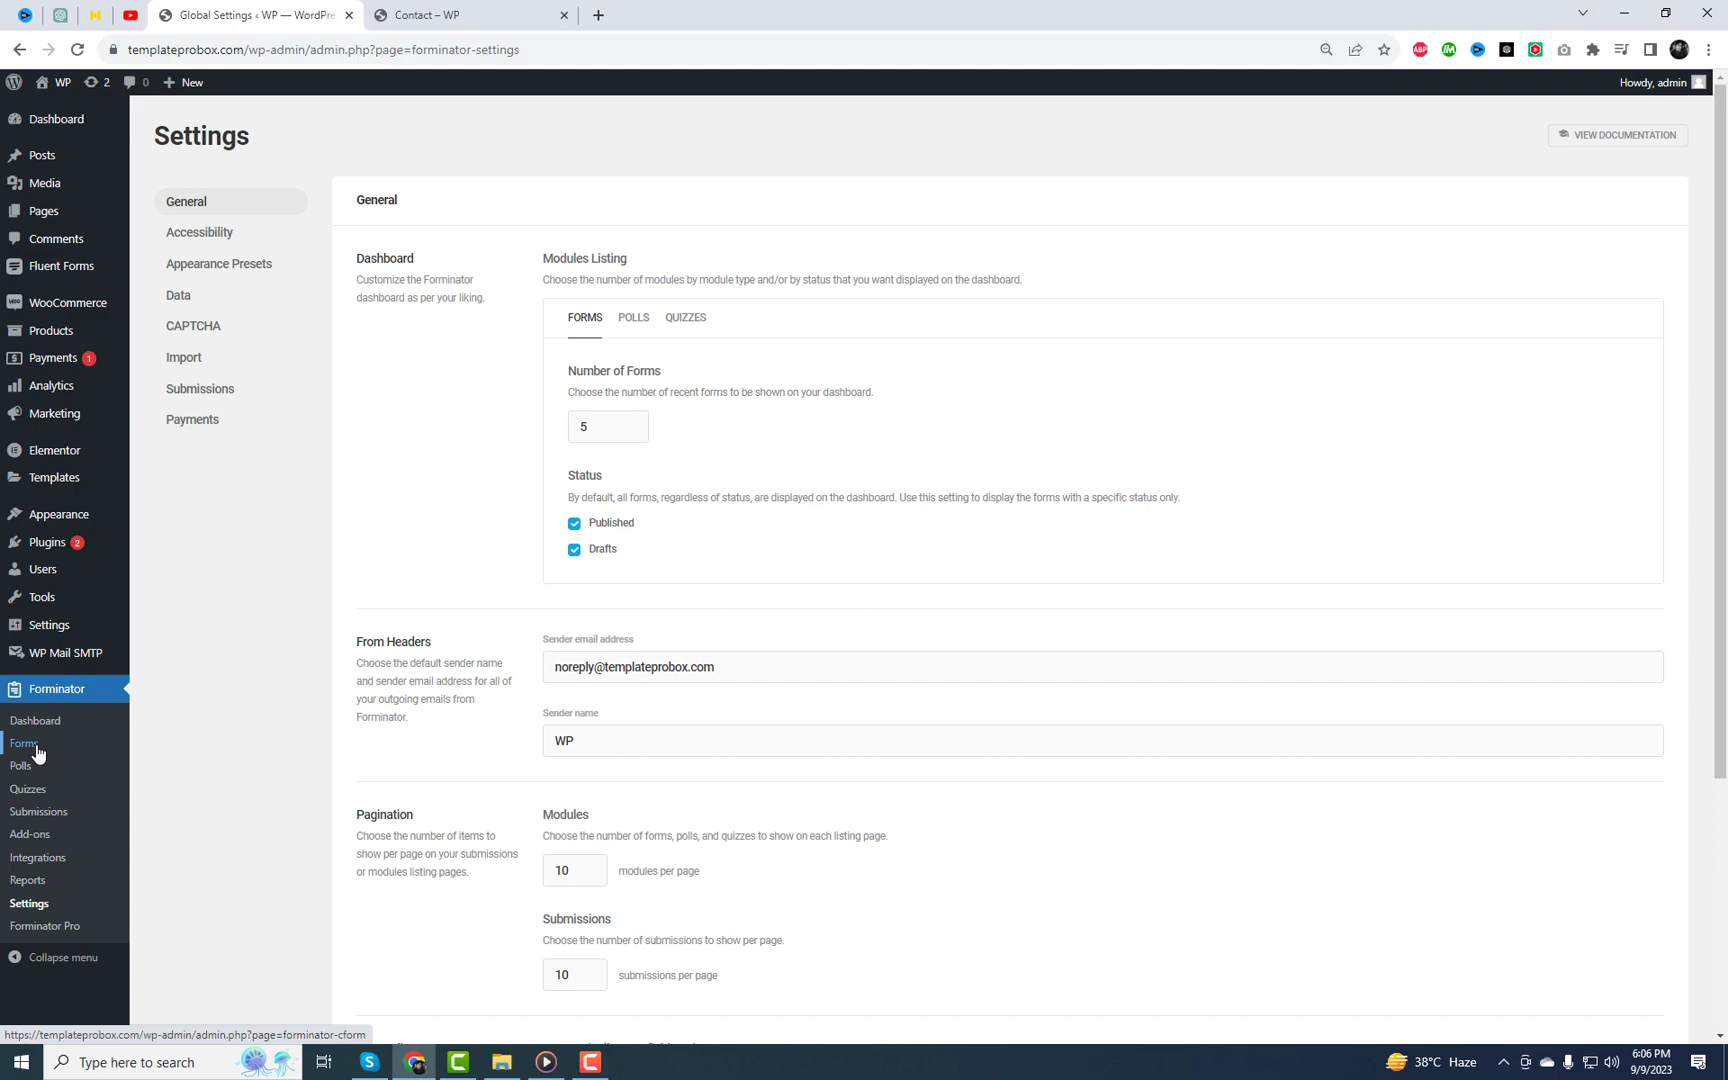 Global Settings ‹ WP — WordPre
Contact – WP
templateprobox.com/wp-admin/admin.php?page=forminator-settings
WP
2
0
New
Howdy, admin
Dashboard
Posts
Media
Pages
Comments
Fluent Forms
WooCommerce
Products
Payments 1
Analytics
Marketing
Elementor
Templates
Appearance
Plugins 2
Users
Tools
Settings
WP Mail SMTP
Forminator
Dashboard
Forms
Polls
Quizzes
Submissions
Add-ons
Integrations
Reports
Settings
Forminator Pro
Collapse menu
Settings
VIEW DOCUMENTATION
General
Accessibility
Appearance Presets
Data
CAPTCHA
Import
Submissions
Payments
General
Dashboard
Customize the Forminator
dashboard as per your liking.
Modules Listing
Choose the number of modules by module type and/or by status that you want displayed on the dashboard.
FORMS POLLS QUIZZES
Number of Forms
Choose the number of recent forms to be shown on your dashboard.
5
Status
By default, all forms, regardless of status, are displayed on the dashboard. Use this setting to display the forms with a specific status only.
Published
Drafts
From Headers
Choose the default sender name
and sender email address for all of
your outgoing emails from
Forminator.
Sender email address
noreply@templateprobox.com
Sender name
WP
Pagination
Choose the number of items to
show per page on your submissions
or modules listing pages.
Modules
Choose the number of forms, polls, and quizzes to show on each listing page.
10 modules per page
Submissions
Choose the number of submissions to show per page.
10 submissions per page
https://templateprobox.com/wp-admin/admin.php?page=forminator-cform
Type here to search
38°C Haze
6:06 PM
9/9/2023